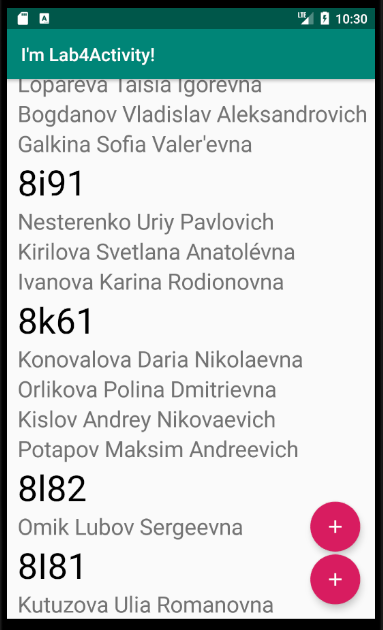 LTE 10:30
I'm Lab4Activity!
Lopareva Taisia Igorevna
Bogdanov Vladislav Aleksandrovich
Galkina Sofia Valer'evna
8i91
Nesterenko Uriy Pavlovich
Kirilova Svetlana Anatolévna
Ivanova Karina Rodionovna
8k61
Konovalova Daria Nikolaevna
Orlikova Polina Dmitrievna
Kislov Andrey Nikovaevich
Potapov Maksim Andreevich
8l82
Omik Lubov Sergeevna
8l81
Kutuzova Ulia Romanovna